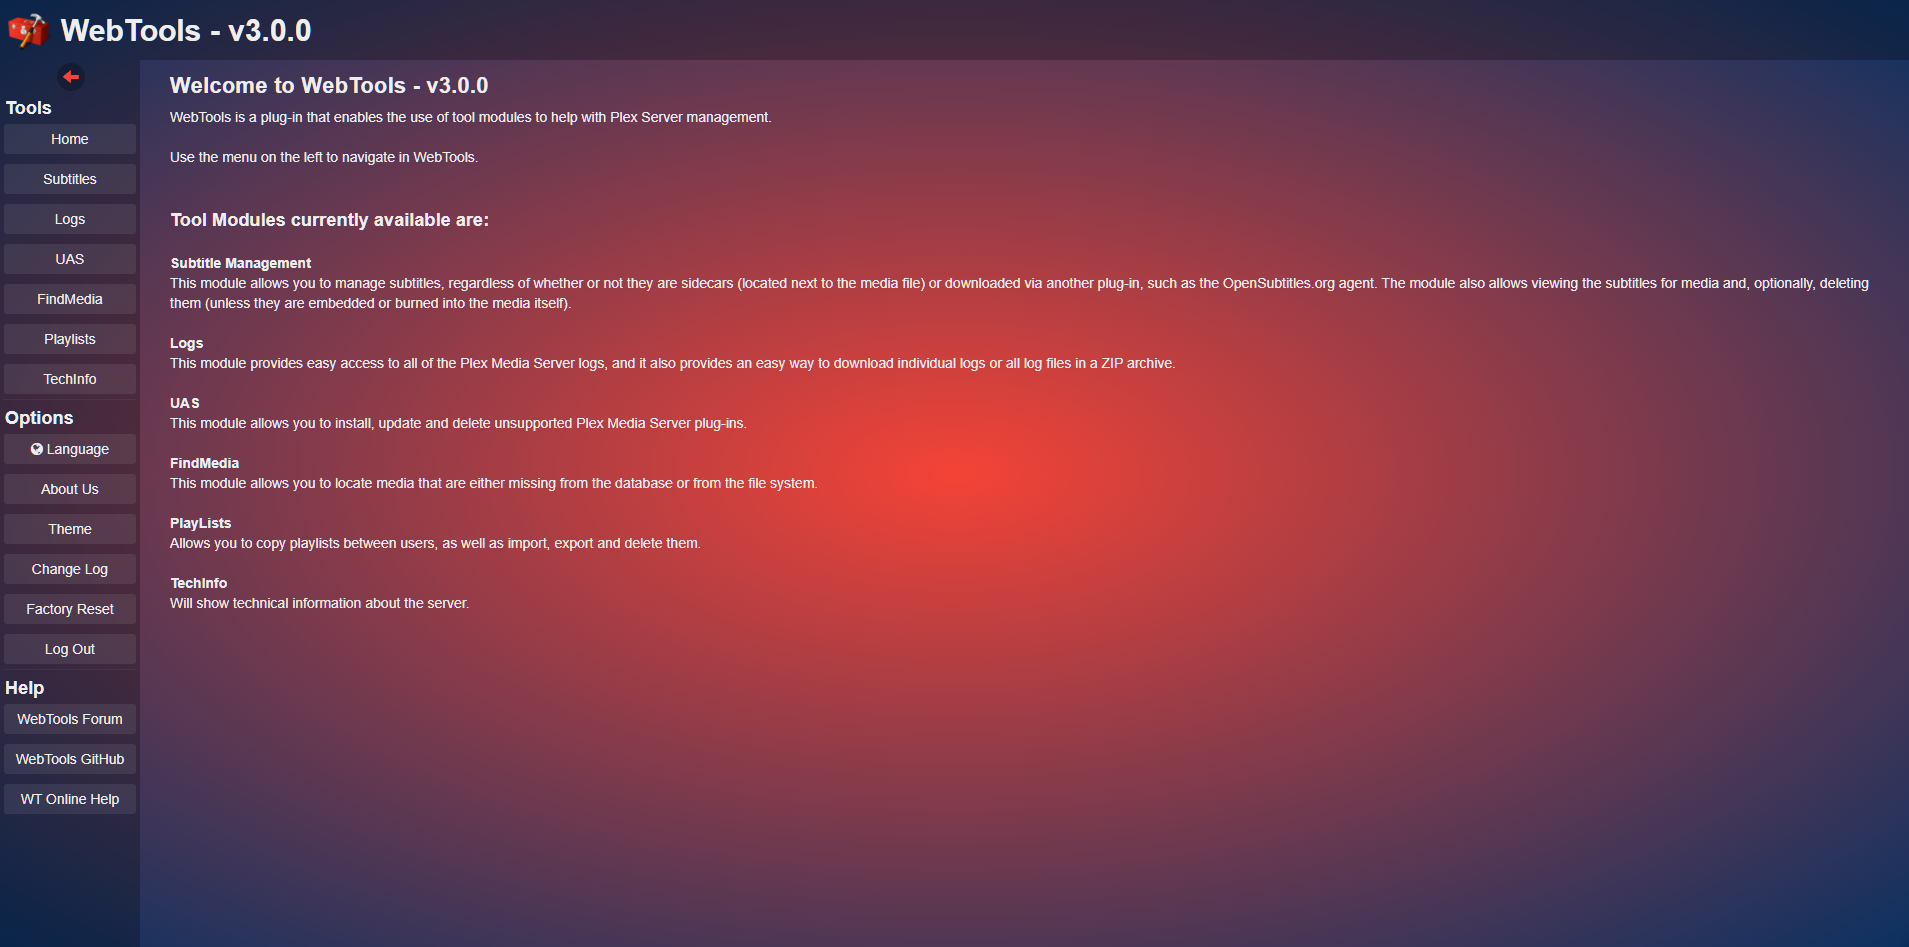 WebTools - v3.0.0
Tools
Home
Subtitles
Logs
UAS
FindMedia
Playlists
TechInfo
Options
Language
About Us
Theme
Change Log
Factory Reset
Log Out
Help
WebTools Forum
WebTools GitHub
WT Online Help
Welcome to WebTools - v3.0.0
WebTools is a plug-in that enables the use of tool modules to help with Plex Server management.
Use the menu on the left to navigate in WebTools.
Tool Modules currently available are:
Subtitle Management
This module allows you to manage subtitles, regardless of whether or not they are sidecars (located next to the media file) or downloaded via another plug-in, such as the OpenSubtitles.org agent. The module also allows viewing the subtitles for media and, optionally, deleting
them (unless they are embedded or burned into the media itself).
Logs
This module provides easy access to all of the Plex Media Server logs, and it also provides an easy way to download individual logs or all log files in a ZIP archive.
UAS
This module allows you to install, update and delete unsupported Plex Media Server plug-ins.
FindMedia
This module allows you to locate media that are either missing from the database or from the file system.
PlayLists
Allows you to copy playlists between users, as well as import, export and delete them.
TechInfo
Will show technical information about the server.